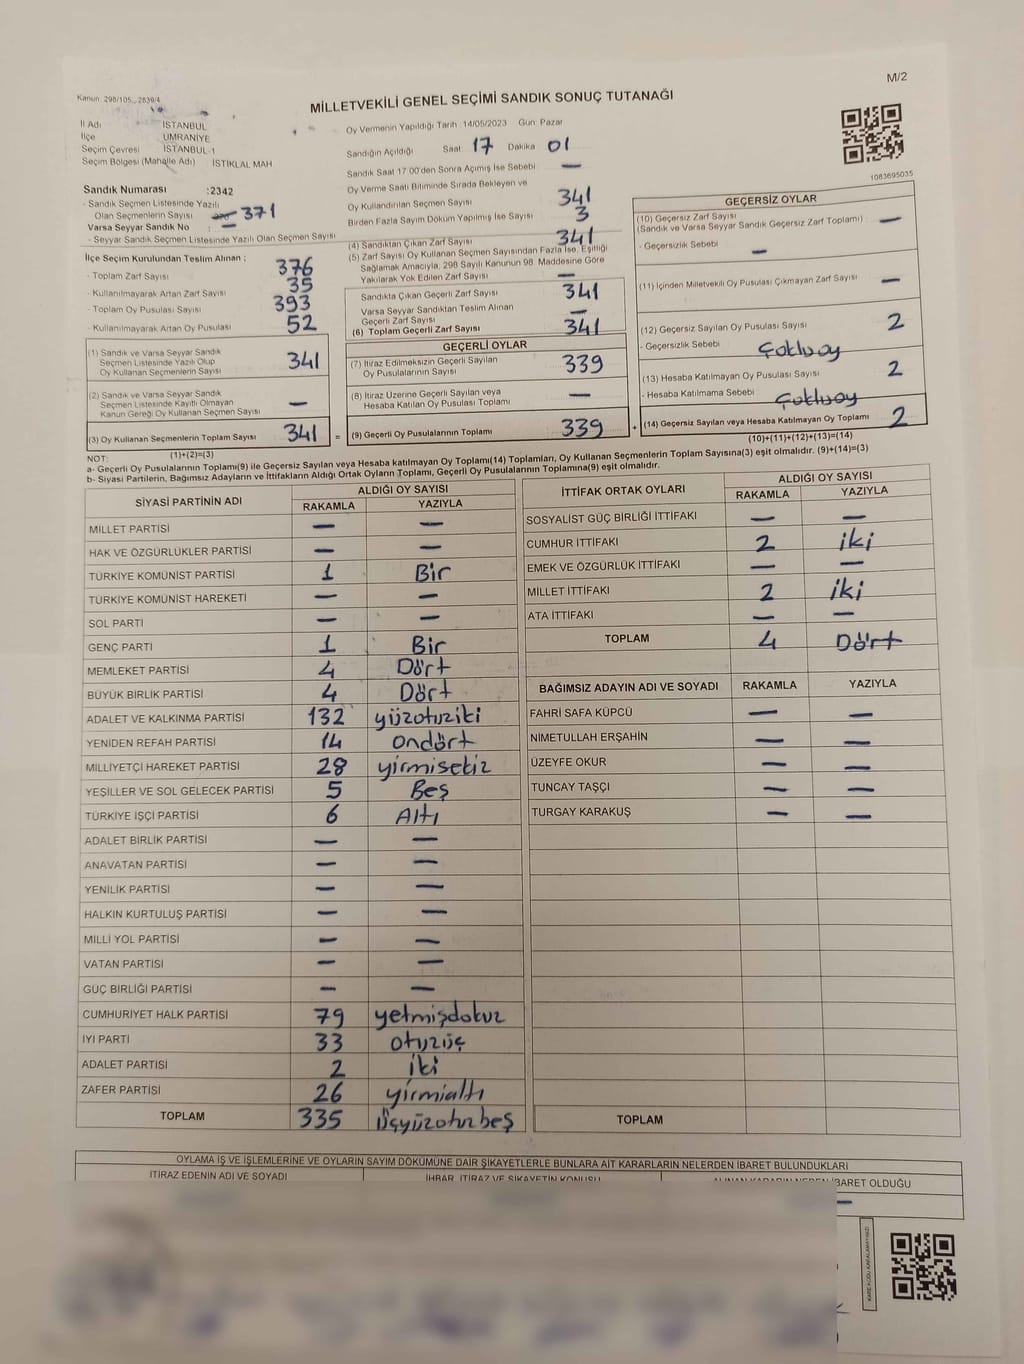 M/2
Kanun 298/105., 2839/4
MİLLETVEKİLİ GENEL SEÇİMİ SANDIK SONUÇ TUTANAĞI
İl Adı İSTANBUL
İlçe ÜMRANİYE
Seçim Çevresi İSTANBUL-1
Seçim Bölgesi (Mahalle Adı) İSTİKLAL MAH
Oy Vermenin Yapıldığı Tarih 14/05/2023 Gün: Pazar
Sandığın Açıldığı Saat 17 Dakika 01
Sandık Saat 17:00'den Sonra Açılmış İse Sebebi —
Oy Verme Saati Bitiminde Sırada Bekleyen ve
Oy Kullandırılan Seçmen Sayısı 341
Birden Fazla Sayım Döküm Yapılmış İse Sayısı 3
1083695035
Sandık Numarası :2342
- Sandık Seçmen Listesinde Yazılı
Olan Seçmenlerin Sayısı 371
Varsa Seyyar Sandık No : —
- Seyyar Sandık Seçmen Listesinde Yazılı Olan Seçmen Sayısı
İlçe Seçim Kurulundan Teslim Alınan ;
- Toplam Zarf Sayısı 376
- Kullanılmayarak Artan Zarf Sayısı 35
- Toplam Oy Pusulası Sayısı 393
- Kullanılmayarak Artan Oy Pusulası 52
(4) Sandıktan Çıkan Zarf Sayısı 341
(5) Zarf Sayısı Oy Kullanan Seçmen Sayısından Fazla İse, Eşitliği
Sağlamak Amacıyla, 298 Sayılı Kanunun 98. Maddesine Göre
Yakılarak Yok Edilen Zarf Sayısı —
Sandıkta Çıkan Geçerli Zarf Sayısı 341
Varsa Seyyar Sandıktan Teslim Alınan
Geçerli Zarf Sayısı
(6) Toplam Geçerli Zarf Sayısı 341
GEÇERSİZ OYLAR
(10) Geçersiz Zarf Sayısı
(Sandık ve Varsa Seyyar Sandık Geçersiz Zarf Toplamı) —
- Geçersizlik Sebebi —
(11) İçinden Milletvekili Oy Pusulası Çıkmayan Zarf Sayısı —
(12) Geçersiz Sayılan Oy Pusulası Sayısı 2
- Geçersizlik Sebebi Çokluoy
(13) Hesaba Katılmayan Oy Pusulası Sayısı 2
- Hesaba Katılmama Sebebi Çokluoy
(14) Geçersiz Sayılan veya Hesaba Katılmayan Oy Toplamı 2
(10)+(11)+(12)+(13)=(14)
(1) Sandık ve Varsa Seyyar Sandık
Seçmen Listesinde Yazılı Olup
Oy Kullanan Seçmenlerin Sayısı 341
(2) Sandık ve Varsa Seyyar Sandık
Seçmen Listesinde Kayıtlı Olmayan
Kanun Gereği Oy Kullanan Seçmen Sayısı —
(3) Oy Kullanan Seçmenlerin Toplam Sayısı 341 =
(1)+(2)=(3)
GEÇERLİ OYLAR
(7) İtiraz Edilmeksizin Geçerli Sayılan
Oy Pusulalarının Sayısı 339
(8) İtiraz Üzerine Geçerli Sayılan veya
Hesaba Katılan Oy Pusulası Toplamı —
(9) Geçerli Oy Pusulalarının Toplamı 339 +
NOT:
a- Geçerli Oy Pusulalarının Toplamı(9) ile Geçersiz Sayılan veya Hesaba katılmayan Oy Toplamı(14) Toplamları, Oy Kullanan Seçmenlerin Toplam Sayısına(3) eşit olmalıdır. (9)+(14)=(3)
b- Siyasi Partilerin, Bağımsız Adayların ve İttifakların Aldığı Ortak Oyların Toplamı, Geçerli Oy Pusulalarının Toplamına(9) eşit olmalıdır.
SİYASİ PARTİNİN ADI ALDIĞI OY SAYISI
RAKAMLA YAZIYLA
MİLLET PARTİSİ — —
HAK VE ÖZGÜRLÜKLER PARTİSİ — —
TÜRKİYE KOMÜNİST PARTİSİ 1 Bir
TÜRKİYE KOMÜNİST HAREKETİ — —
SOL PARTİ — —
GENÇ PARTİ 1 Bir
MEMLEKET PARTİSİ 4 Dört
BÜYÜK BİRLİK PARTİSİ 4 Dört
ADALET VE KALKINMA PARTİSİ 132 yüzotuziki
YENİDEN REFAH PARTİSİ 14 ondört
MİLLİYETÇİ HAREKET PARTİSİ 28 yirmisekiz
YEŞİLLER VE SOL GELECEK PARTİSİ 5 Beş
TÜRKİYE İŞÇİ PARTİSİ 6 Altı
ADALET BİRLİK PARTİSİ — —
ANAVATAN PARTİSİ — —
YENİLİK PARTİSİ — —
HALKIN KURTULUŞ PARTİSİ — —
MİLLİ YOL PARTİSİ — —
VATAN PARTİSİ — —
GÜÇ BİRLİĞİ PARTİSİ — —
CUMHURİYET HALK PARTİSİ 79 yetmişdokuz
İYİ PARTİ 33 otuzüç
ADALET PARTİSİ 2 iki
ZAFER PARTİSİ 26 yirmialtı
TOPLAM 335 üçyüzotuzbeş
İTTİFAK ORTAK OYLARI ALDIĞI OY SAYISI
RAKAMLA YAZIYLA
SOSYALİST GÜÇ BİRLİĞİ İTTİFAKI — —
CUMHUR İTTİFAKI 2 iki
EMEK VE ÖZGÜRLÜK İTTİFAKI — —
MİLLET İTTİFAKI 2 iki
ATA İTTİFAKI — —
TOPLAM 4 Dört
BAĞIMSIZ ADAYIN ADI VE SOYADI RAKAMLA YAZIYLA
FAHRİ SAFA KÜPCÜ — —
NİMETULLAH ERŞAHİN — —
ÜZEYFE OKUR — —
TUNCAY TAŞÇI — —
TURGAY KARAKUŞ — —
TOPLAM
OYLAMA İŞ VE İŞLEMLERİNE VE OYLARIN SAYIM DÖKÜMÜNE DAİR ŞİKAYETLERLE BUNLARA AİT KARARLARIN NELERDEN İBARET BULUNDUKLARI
İTİRAZ EDENİN ADI VE SOYADI İHBAR, İTİRAZ VE ŞİKAYETİN KONUSU ALINAN KARARIN NEDEN İBARET OLDUĞU
—